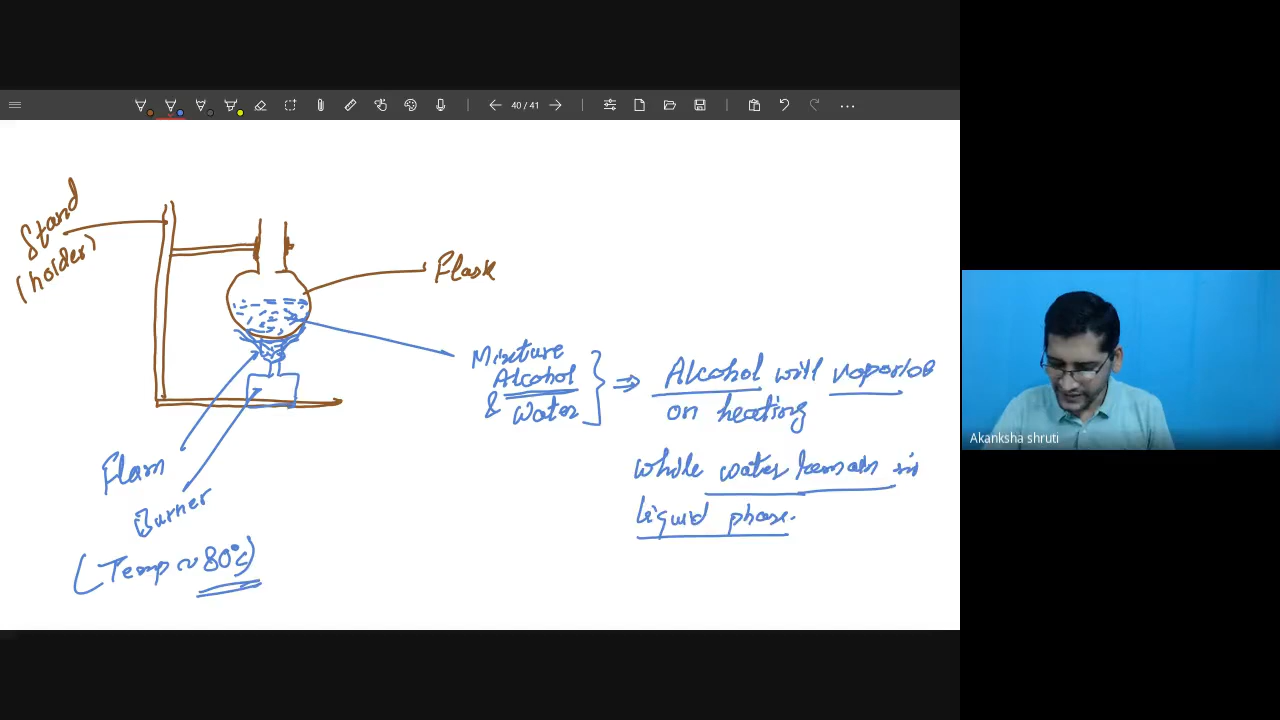 40 / 41
Stand
(holder)
Flask
Mixture
Alcohol
& Water
Alcohol will vaporise
on heating
while water remain in
liquid phase.
Flam
Burner
(Temp ~ 80°C)
Akanksha shruti